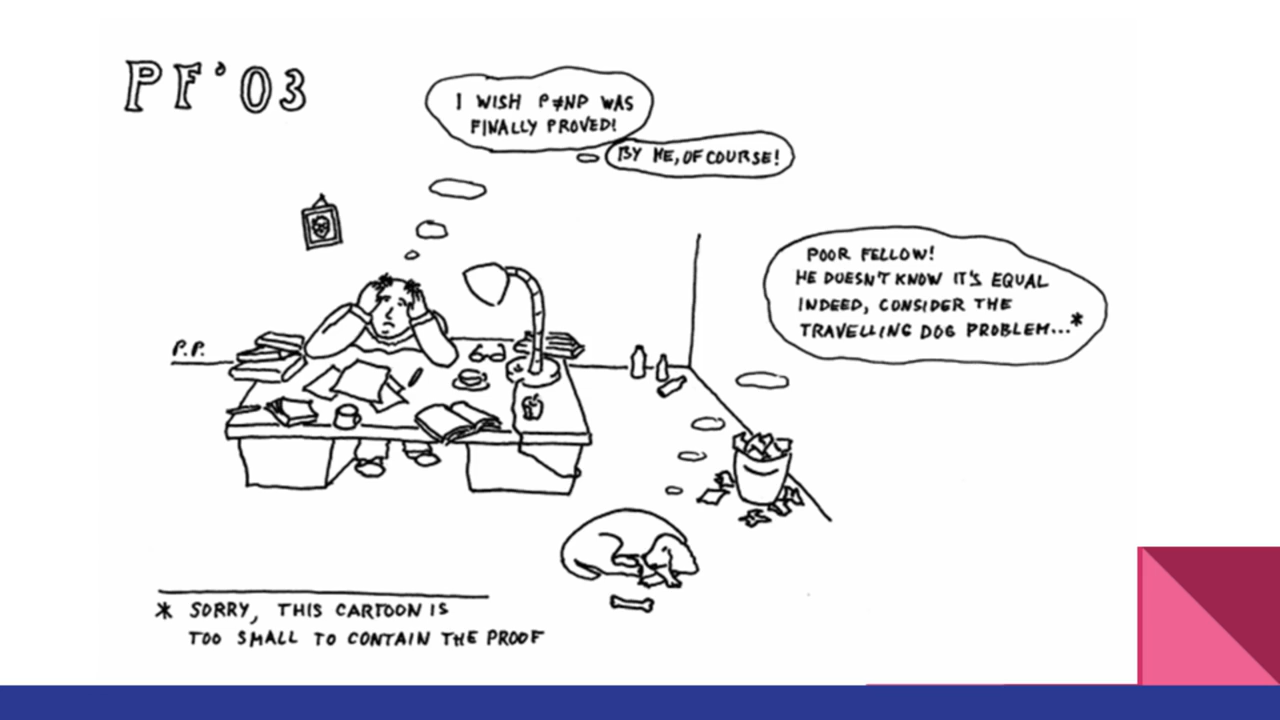 PF'03
I WISH P≠NP WAS
FINALLY PROVED!
BY ME, OF COURSE!
POOR FELLOW!
HE DOESN'T KNOW IT'S EQUAL
INDEED, CONSIDER THE
TRAVELLING DOG PROBLEM...*
P.P.
* SORRY, THIS CARTOON IS
TOO SMALL TO CONTAIN THE PROOF